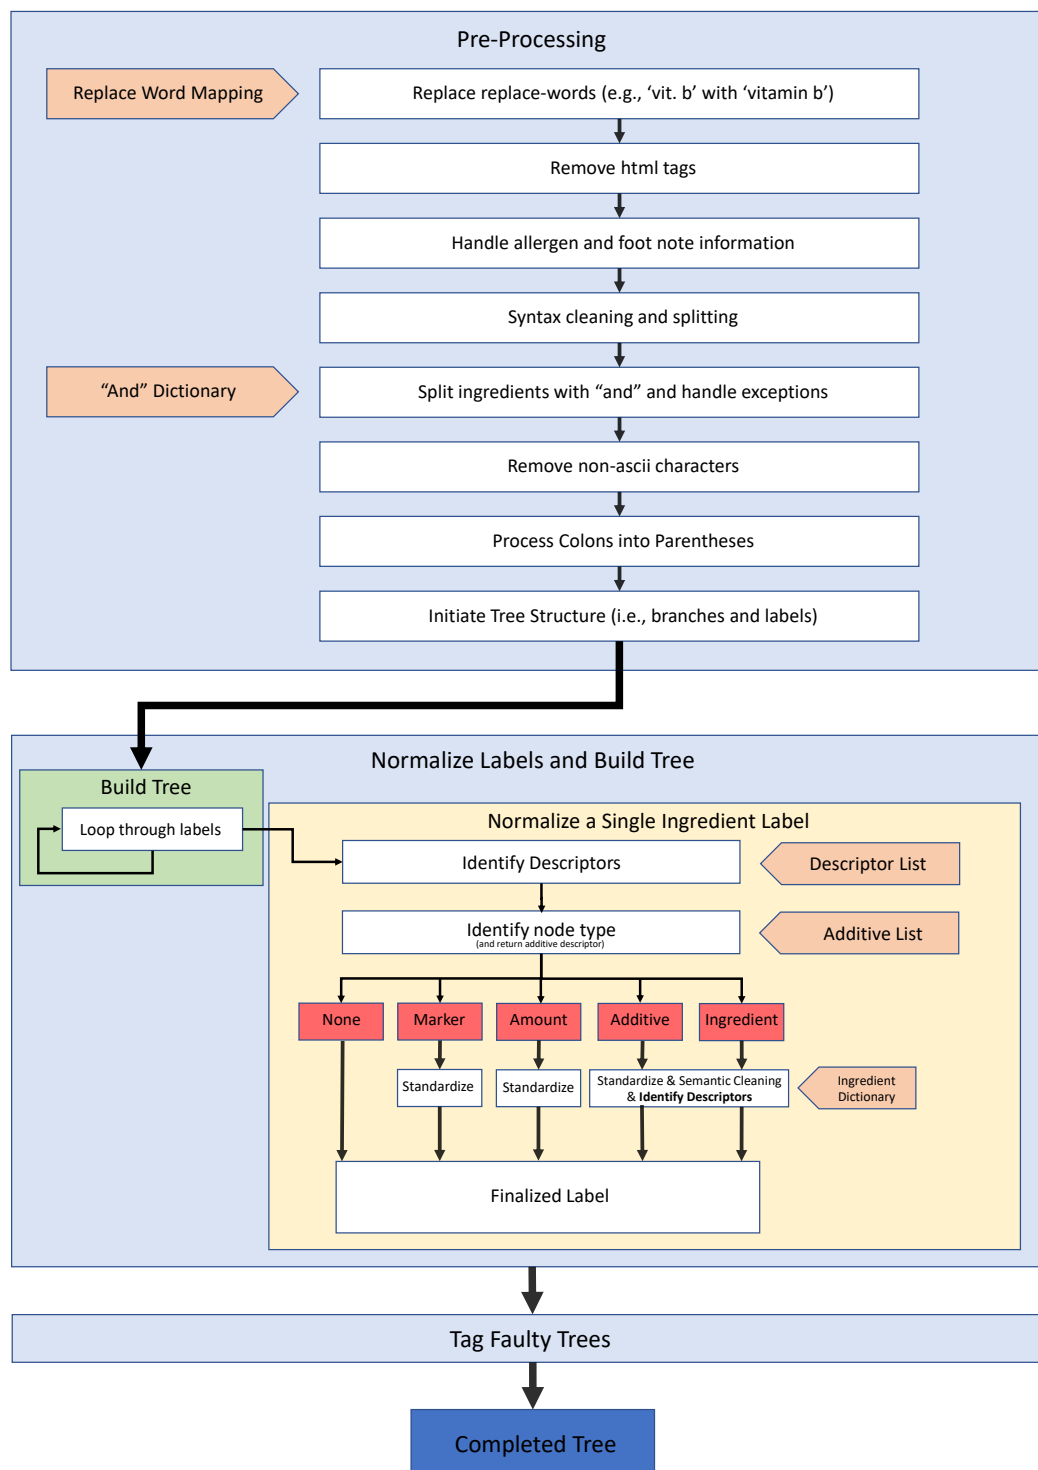 Pre-Processing
Replace Word Mapping
Replace replace-words (e.g., ‘vit. b’ with ‘vitamin b’)
Remove html tags
Handle allergen and foot note information
Syntax cleaning and splitting
“And” Dictionary
Split ingredients with “and” and handle exceptions
Remove non-ascii characters
Process Colons into Parentheses
Initiate Tree Structure (i.e., branches and labels)
Normalize Labels and Build Tree
Build Tree
Loop through labels
Normalize a Single Ingredient Label
Identify Descriptors
Descriptor List
Identify node type
(and return additive descriptor)
Additive List
None
Marker
Amount
Additive
Ingredient
Standardize
Standardize
Standardize & Semantic Cleaning
& Identify Descriptors
Ingredient
Dictionary
Finalized Label
Tag Faulty Trees
Completed Tree